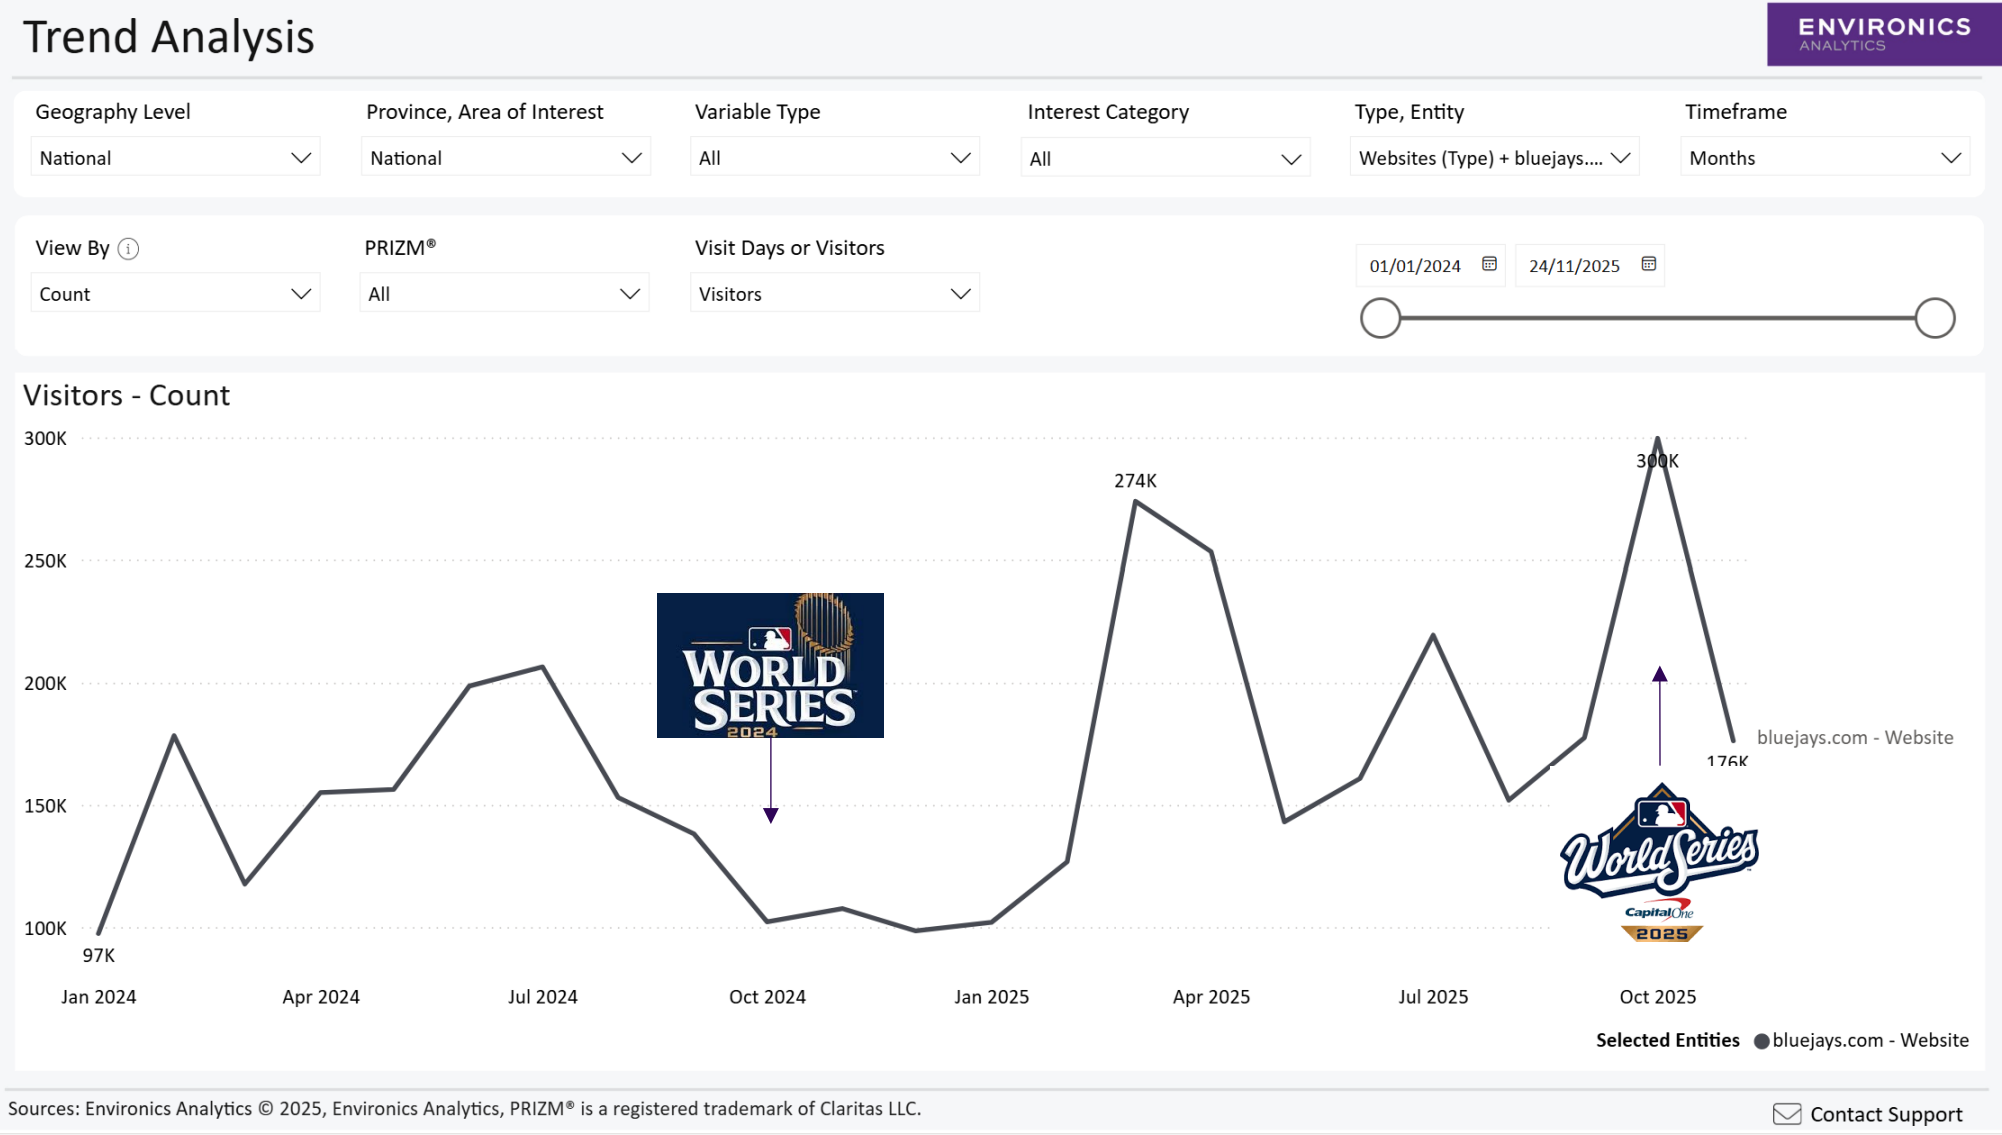 Trend Analysis
ENVIRONICS
ANALYTICS
Geography Level
Province, Area of Interest
Variable Type
Interest Category
Type, Entity
Timeframe
National
National
All
All
Websites (Type) + bluejays....
Months
View By
PRIZM®
Visit Days or Visitors
Count
All
Visitors
01/01/2024
24/11/2025
Visitors - Count
300K
250K
200K
150K
100K
97K
274K
300K
176K
WORLD
SERIES
2024
bluejays.com - Website
World Series
Capital One
2025
Jan 2024
Apr 2024
Jul 2024
Oct 2024
Jan 2025
Apr 2025
Jul 2025
Oct 2025
Selected Entities bluejays.com - Website
Sources: Environics Analytics © 2025, Environics Analytics, PRIZM® is a registered trademark of Claritas LLC.
Contact Support